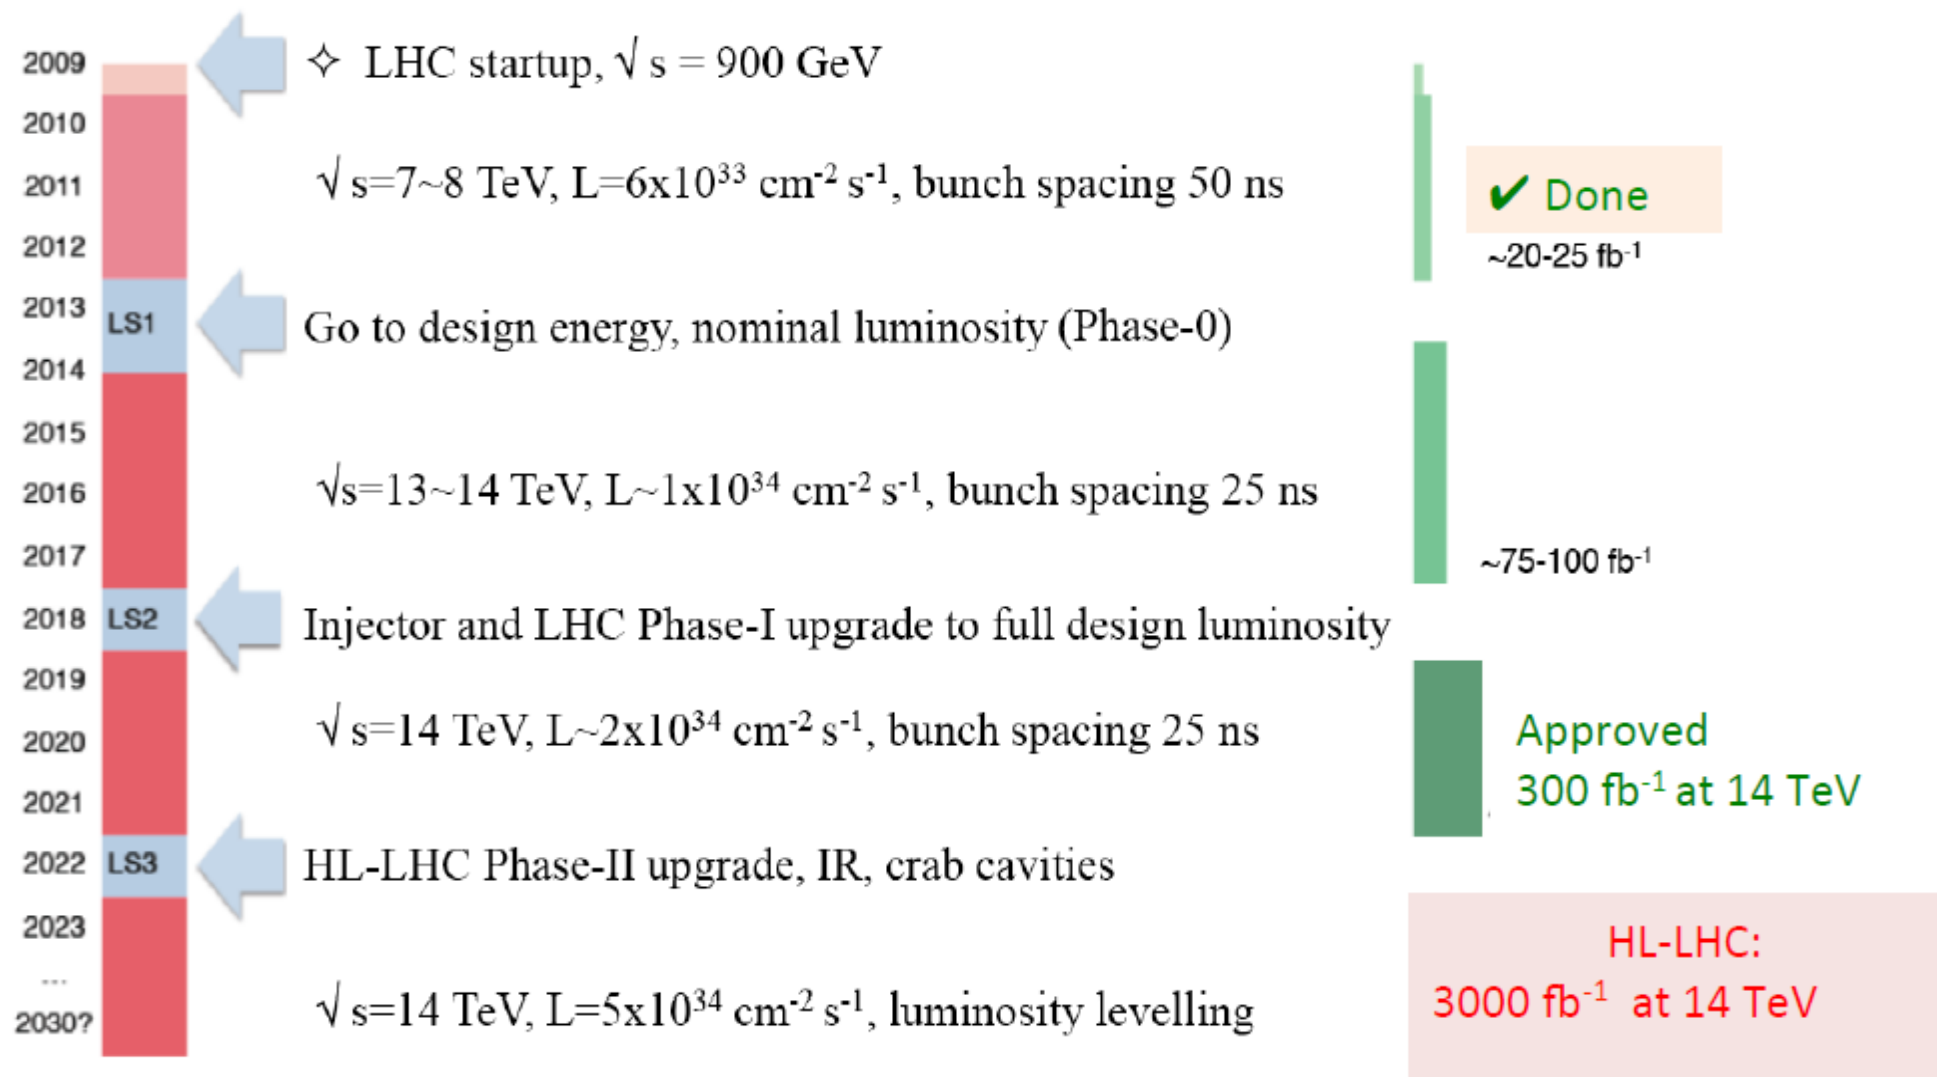 2009
✧ LHC startup, √ s = 900 GeV
2010
2011
√ s=7~8 TeV, L=6x10³³ cm⁻² s⁻¹, bunch spacing 50 ns
✔ Done
2012
~20-25 fb⁻¹
2013
LS1
Go to design energy, nominal luminosity (Phase-0)
2014
2015
2016
√s=13~14 TeV, L~1x10³⁴ cm⁻² s⁻¹, bunch spacing 25 ns
2017
~75-100 fb⁻¹
2018
LS2
Injector and LHC Phase-I upgrade to full design luminosity
2019
2020
√ s=14 TeV, L~2x10³⁴ cm⁻² s⁻¹, bunch spacing 25 ns
Approved
300 fb⁻¹ at 14 TeV
2021
2022
LS3
HL-LHC Phase-II upgrade, IR, crab cavities
2023
HL-LHC:
3000 fb⁻¹ at 14 TeV
...
2030?
√ s=14 TeV, L=5x10³⁴ cm⁻² s⁻¹, luminosity levelling